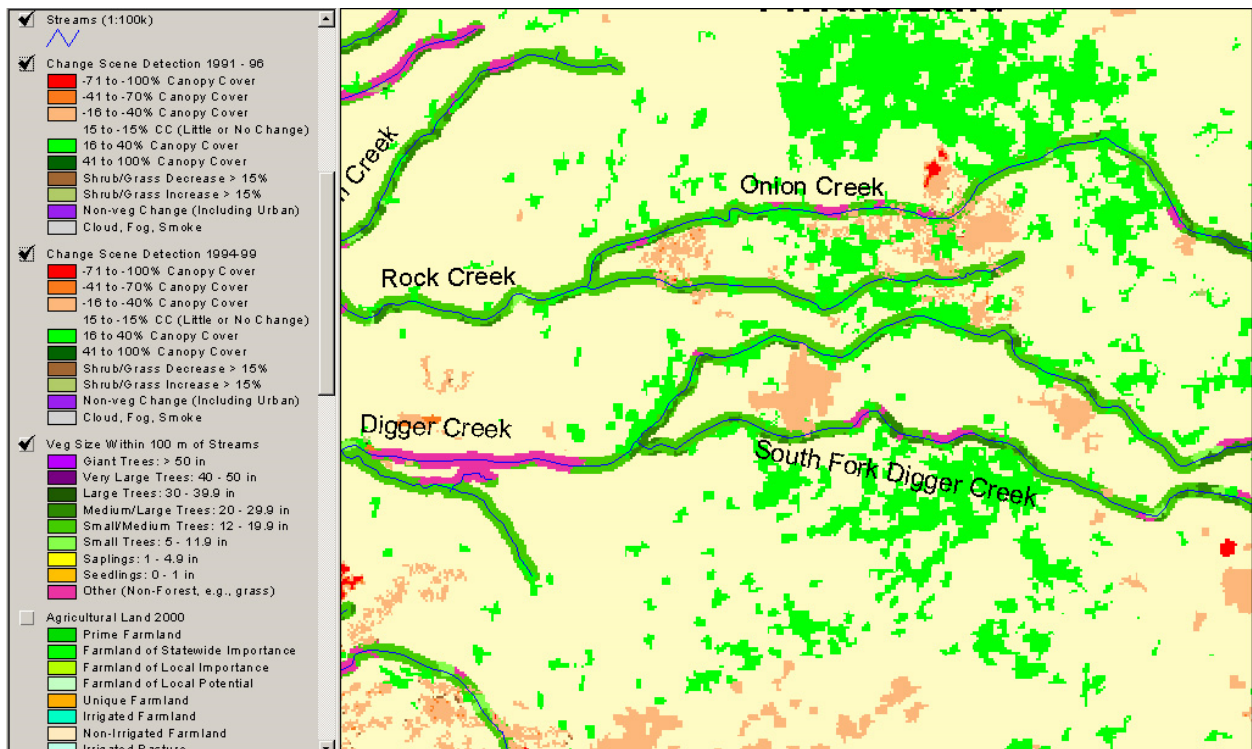 Streams (1:100k)
Change Scene Detection 1991 - 96
-71 to -100% Canopy Cover
-41 to -70% Canopy Cover
-16 to -40% Canopy Cover
15 to -15% CC (Little or No Change)
16 to 40% Canopy Cover
41 to 100% Canopy Cover
Shrub/Grass Decrease > 15%
Shrub/Grass Increase > 15%
Non-veg Change (Including Urban)
Cloud, Fog, Smoke
Change Scene Detection 1994-99
-71 to -100% Canopy Cover
-41 to -70% Canopy Cover
-16 to -40% Canopy Cover
15 to -15% CC (Little or No Change)
16 to 40% Canopy Cover
41 to 100% Canopy Cover
Shrub/Grass Decrease > 15%
Shrub/Grass Increase > 15%
Non-veg Change (Including Urban)
Cloud, Fog, Smoke
Veg Size Within 100 m of Streams
Giant Trees: > 50 in
Very Large Trees: 40 - 50 in
Large Trees: 30 - 39.9 in
Medium/Large Trees: 20 - 29.9 in
Small/Medium Trees: 12 - 19.9 in
Small Trees: 5 - 11.9 in
Saplings: 1 - 4.9 in
Seedlings: 0 - 1 in
Other (Non-Forest, e.g., grass)
Agricultural Land 2000
Prime Farmland
Farmland of Statewide Importance
Farmland of Local Importance
Farmland of Local Potential
Unique Farmland
Irrigated Farmland
Non-Irrigated Farmland
Irrigated Pasture
Private Land
Creek
Onion Creek
Rock Creek
Digger Creek
South Fork Digger Creek